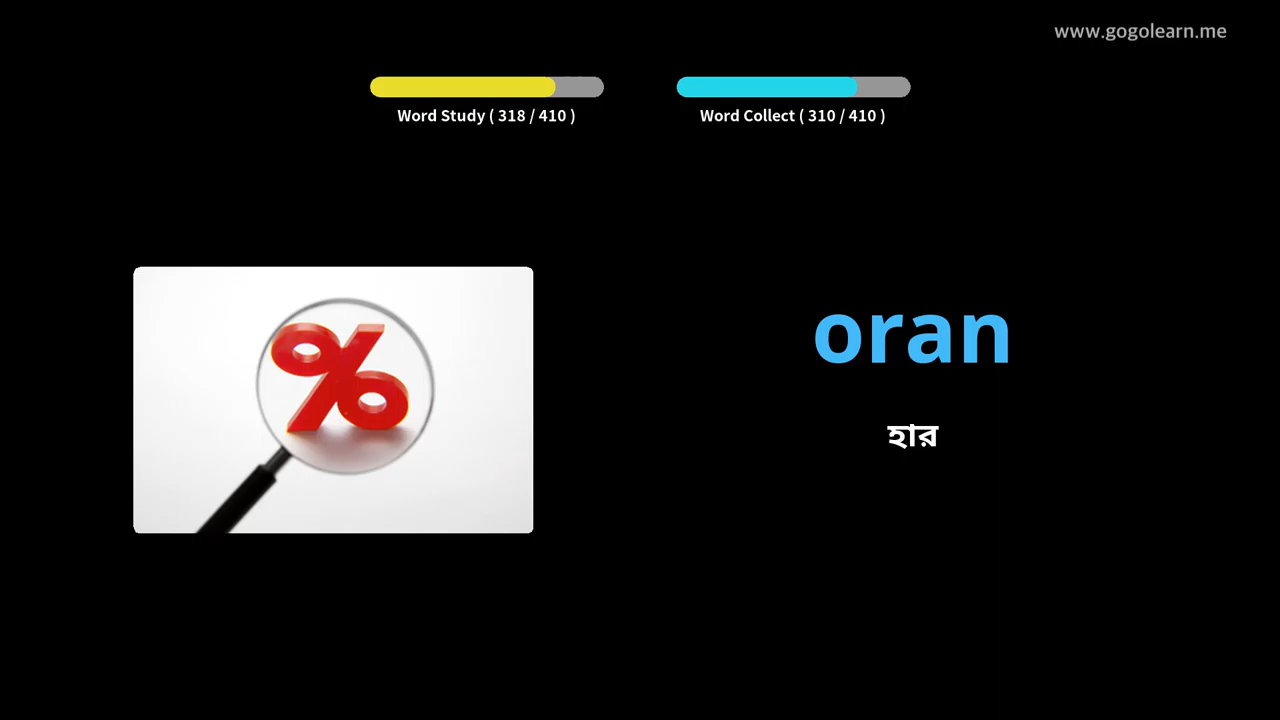 www.gogolearn.me
Word Study ( 318 / 410 )
Word Collect ( 310 / 410 )
%
oran
হার